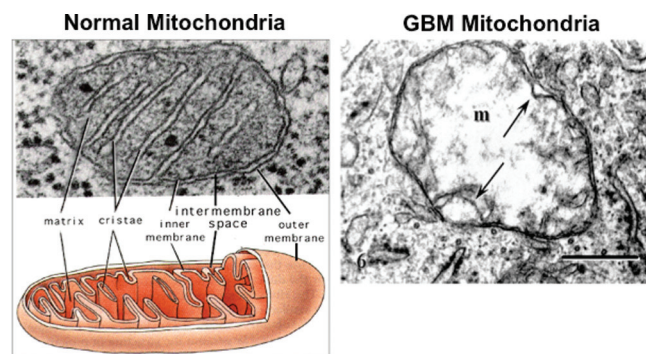 Normal Mitochondria
GBM Mitochondria
m
matrix
cristae
inner
membrane
intermembrane
space
outer
membrane
6